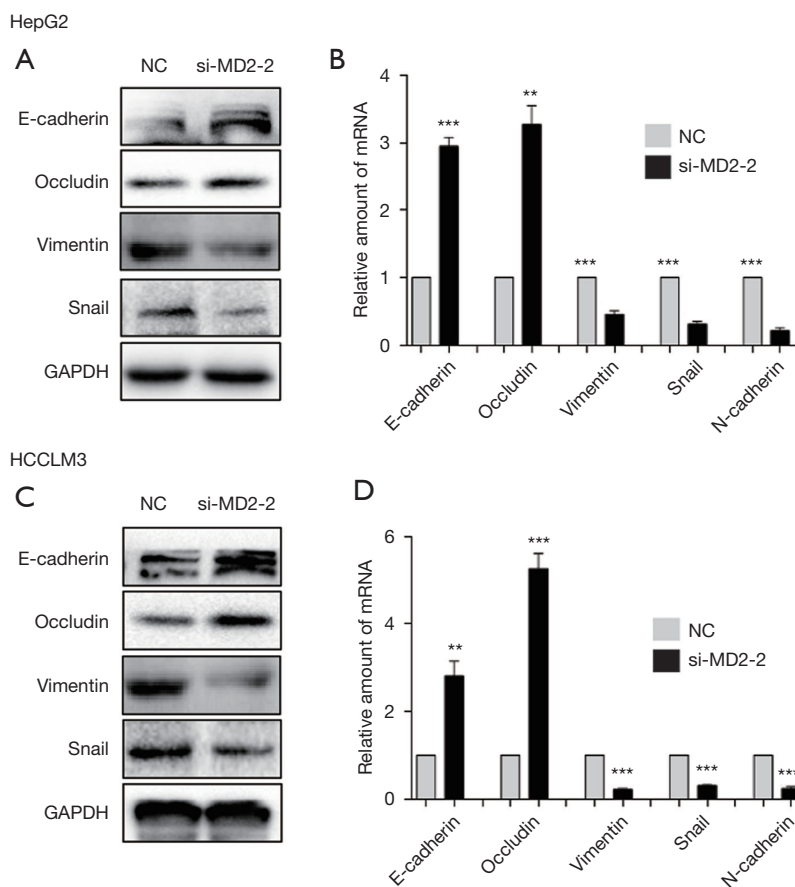 HepG2
A
NC si-MD2-2
E-cadherin
Occludin
Vimentin
Snail
GAPDH
B
Relative amount of mRNA
4
3
2
1
0
*** ** *** *** ***
NC
si-MD2-2
E-cadherin
Occludin
Vimentin
Snail
N-cadherin
HCCLM3
C
NC si-MD2-2
E-cadherin
Occludin
Vimentin
Snail
GAPDH
D
Relative amount of mRNA
6
4
2
0
** *** *** *** ***
NC
si-MD2-2
E-cadherin
Occludin
Vimentin
Snail
N-cadherin